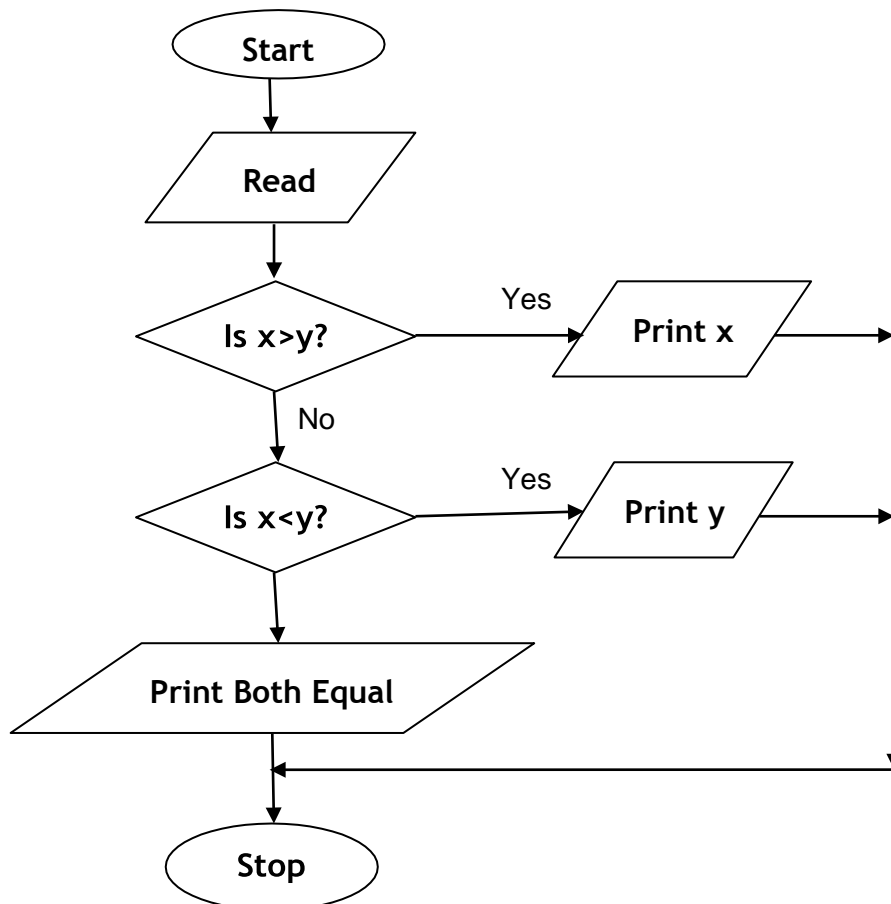 Start
Read
Is x>y?
Yes
Print x
No
Is x<y?
Yes
Print y
Print Both Equal
Stop